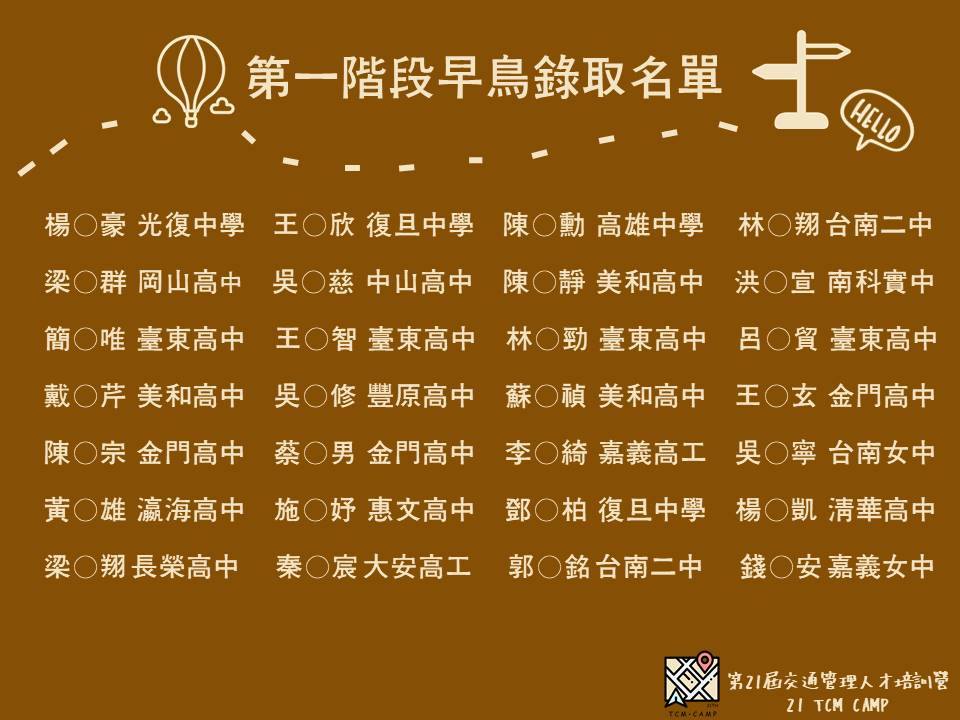 第一階段早鳥錄取名單
HELLO
楊○豪 光復中學 王○欣 復旦中學 陳○勳 高雄中學 林○翔 台南二中
梁○群 岡山高中 吳○慈 中山高中 陳○靜 美和高中 洪○宣 南科實中
簡○唯 臺東高中 王○智 臺東高中 林○勁 臺東高中 呂○貿 臺東高中
戴○芹 美和高中 吳○修 豐原高中 蘇○禎 美和高中 王○玄 金門高中
陳○宗 金門高中 蔡○男 金門高中 李○綺 嘉義高工 吳○寧 台南女中
黃○雄 瀛海高中 施○妤 惠文高中 鄧○柏 復旦中學 楊○凱 清華高中
梁○翔 長榮高中 秦○宸 大安高工 郭○銘 台南二中 錢○安 嘉義女中
第21屆交通管理人才培訓營
21 TCM CAMP
21TH
TCM·CAMP